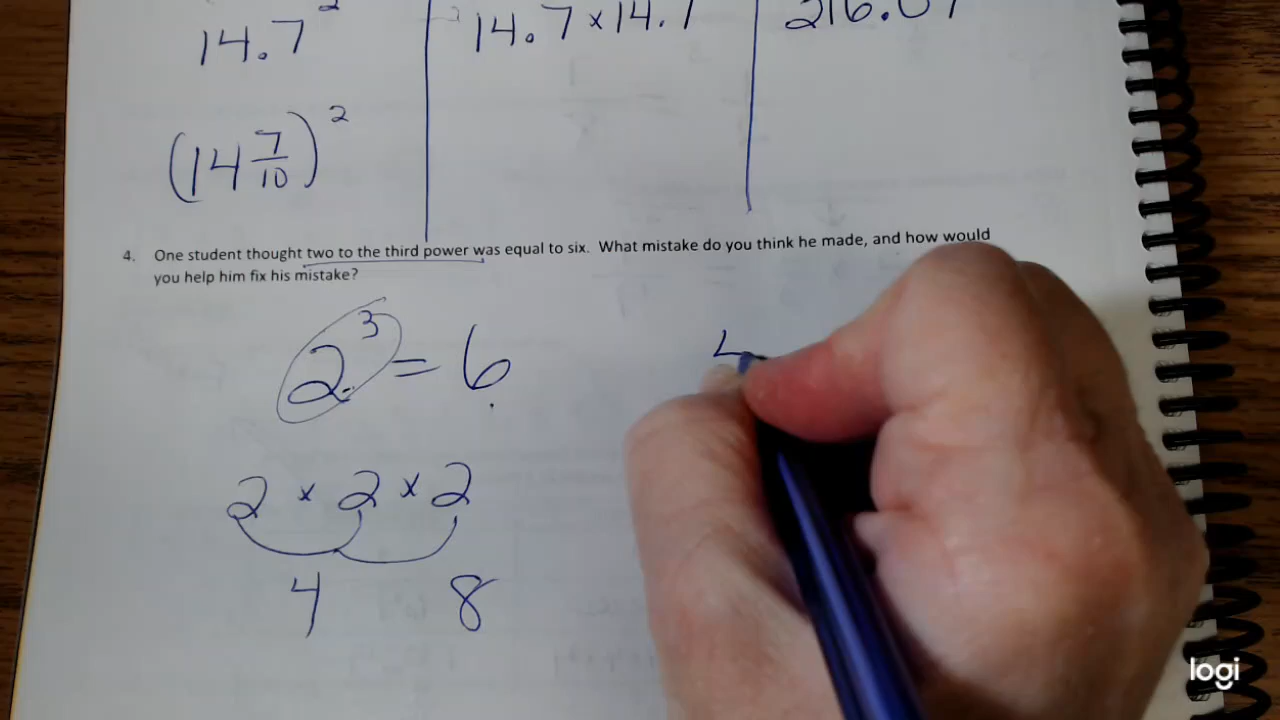 14.7² 14.7 × 14.7 216.09
(14 7/10)²
4. One student thought two to the third power was equal to six. What mistake do you think he made, and how would
you help him fix his mistake?
2³ = 6
2 × 2 × 2
4 8
logi